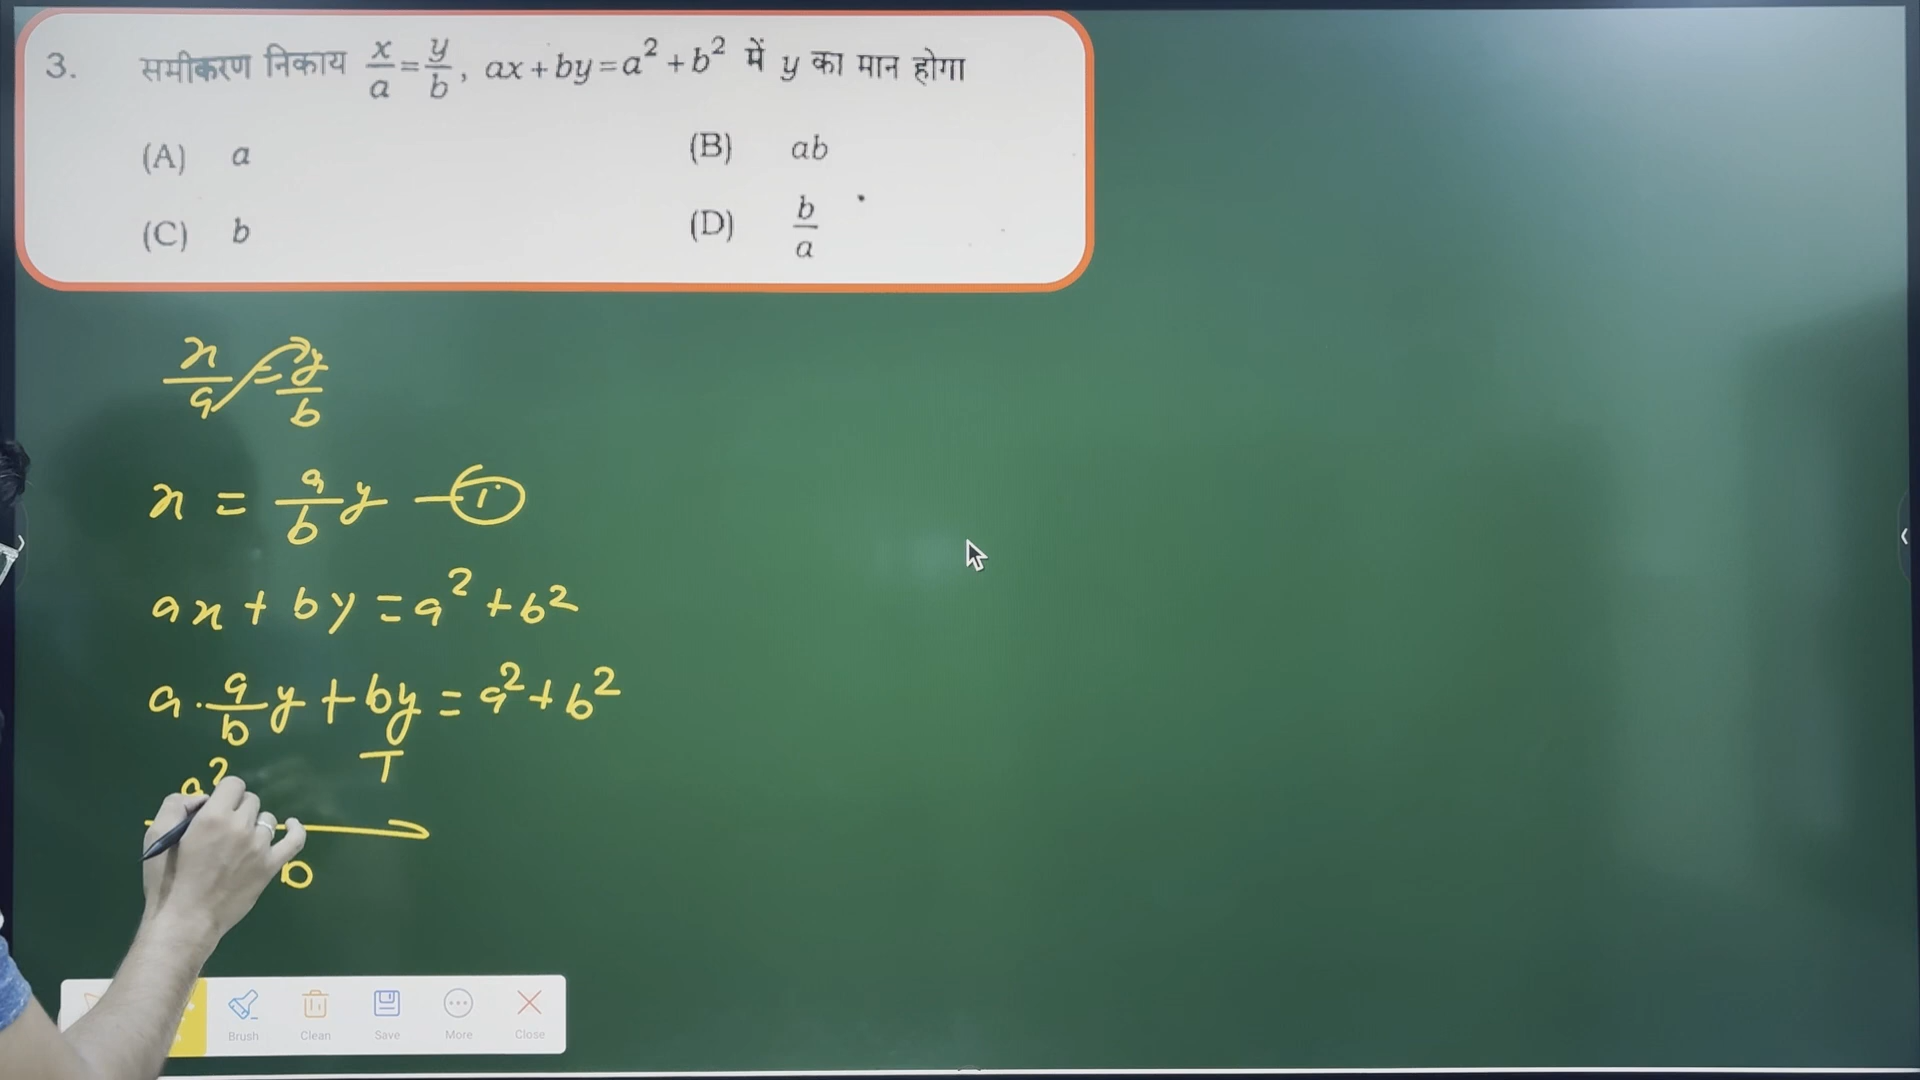 3. समीकरण निकाय x/a = y/b, ax + by = a² + b² में y का मान होगा
(A) a (B) ab
(C) b (D) b/a
x/a = y/b
x = a/b y — (i)
ax + by = a² + b²
a · a/b y + by = a² + b²
a²
b
Brush Clean Save More Close